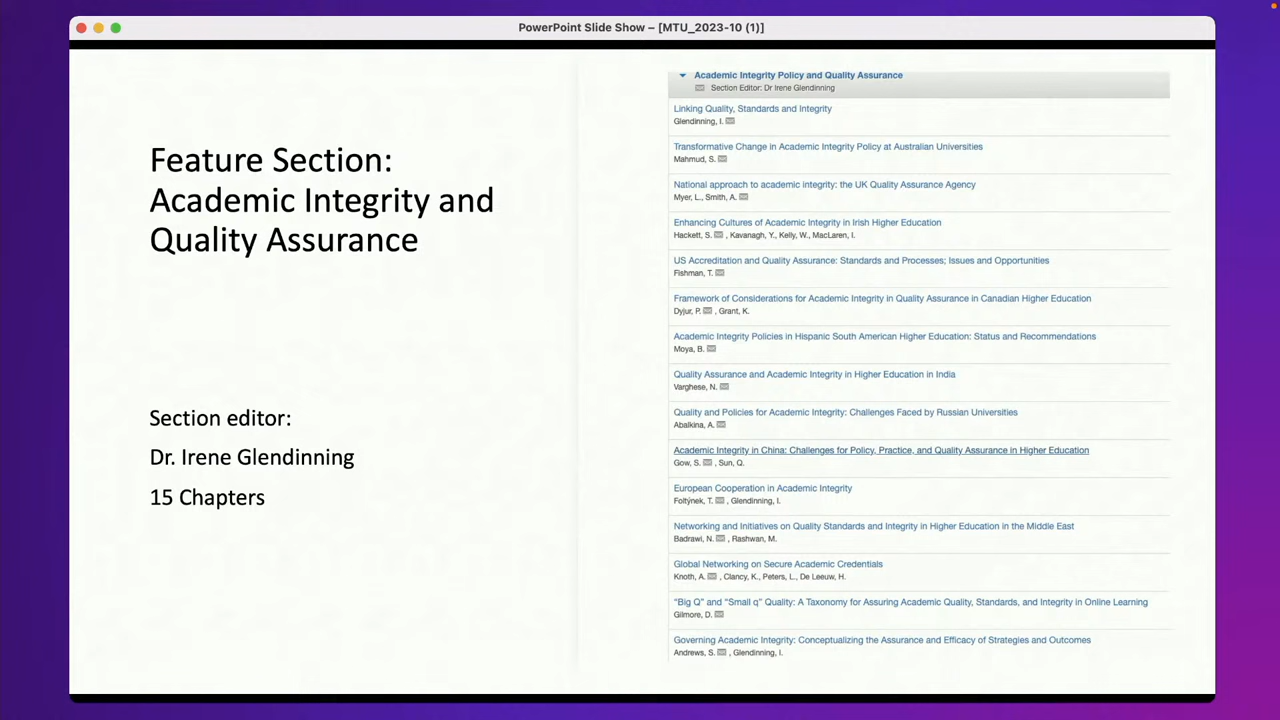 PowerPoint Slide Show – [MTU_2023-10 (1)]
Feature Section:
Academic Integrity and
Quality Assurance
Section editor:
Dr. Irene Glendinning
15 Chapters
Academic Integrity Policy and Quality Assurance
Section Editor: Dr Irene Glendinning
Linking Quality, Standards and Integrity
Glendinning, I.
Transformative Change in Academic Integrity Policy at Australian Universities
Mahmud, S.
National approach to academic integrity: the UK Quality Assurance Agency
Myer, L., Smith, A.
Enhancing Cultures of Academic Integrity in Irish Higher Education
Hackett, S. , Kavanagh, Y., Kelly, W., MacLaren, I.
US Accreditation and Quality Assurance: Standards and Processes; Issues and Opportunities
Fishman, T.
Framework of Considerations for Academic Integrity in Quality Assurance in Canadian Higher Education
Dyjur, P. , Grant, K.
Academic Integrity Policies in Hispanic South American Higher Education: Status and Recommendations
Moya, B.
Quality Assurance and Academic Integrity in Higher Education in India
Varghese, N.
Quality and Policies for Academic Integrity: Challenges Faced by Russian Universities
Abalkina, A.
Academic Integrity in China: Challenges for Policy, Practice, and Quality Assurance in Higher Education
Gow, S. , Sun, Q.
European Cooperation in Academic Integrity
Foltýnek, T. , Glendinning, I.
Networking and Initiatives on Quality Standards and Integrity in Higher Education in the Middle East
Badrawi, N. , Rashwan, M.
Global Networking on Secure Academic Credentials
Knoth, A. , Clancy, K., Peters, L., De Leeuw, H.
“Big Q” and “Small q” Quality: A Taxonomy for Assuring Academic Quality, Standards, and Integrity in Online Learning
Gilmore, D.
Governing Academic Integrity: Conceptualizing the Assurance and Efficacy of Strategies and Outcomes
Andrews, S. , Glendinning, I.